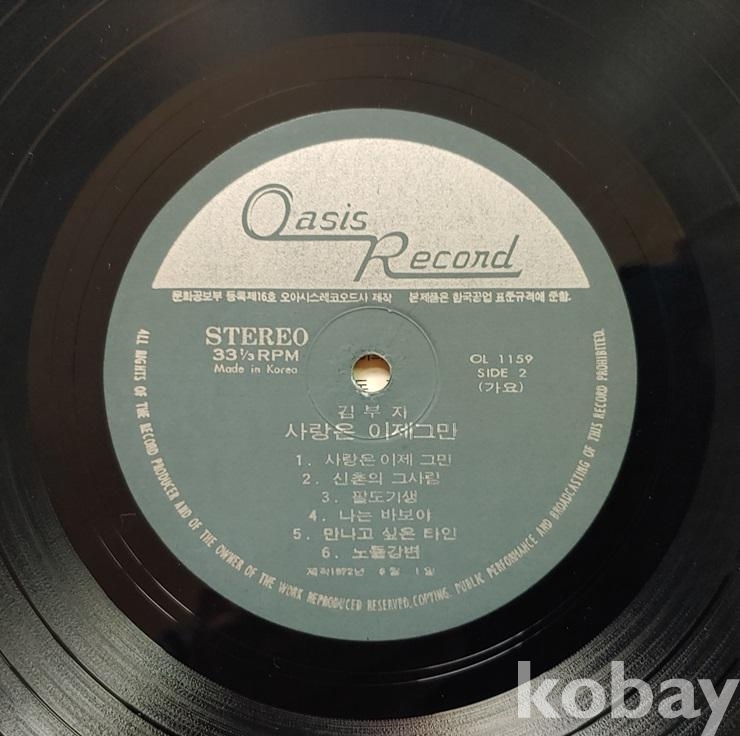 Oasis
Record
문화공보부 등록제16호 오아시스레코오드사 제작 본제품은 한국공업 표준규격에 준함.
STEREO
33 1/3 RPM
Made in Korea
OL 1159
SIDE 2
(가요)
김부자
사랑은 이제그만
1. 사랑은 이제 그만
2. 신촌의 그사람
3. 팔도기생
4. 나는 바보야
5. 만나고 싶은 타인
6. 노들강변
제작 1972년 6월 1일
ALL RIGHTS OF THE RECORD PRODUCER AND OF THE OWNER OF THE WORK REPRODUCED RESERVED. COPYING. PUBLIC PERFORMANCE AND BROADCASTING OF THIS RECORD PROHIBITED.
kobay